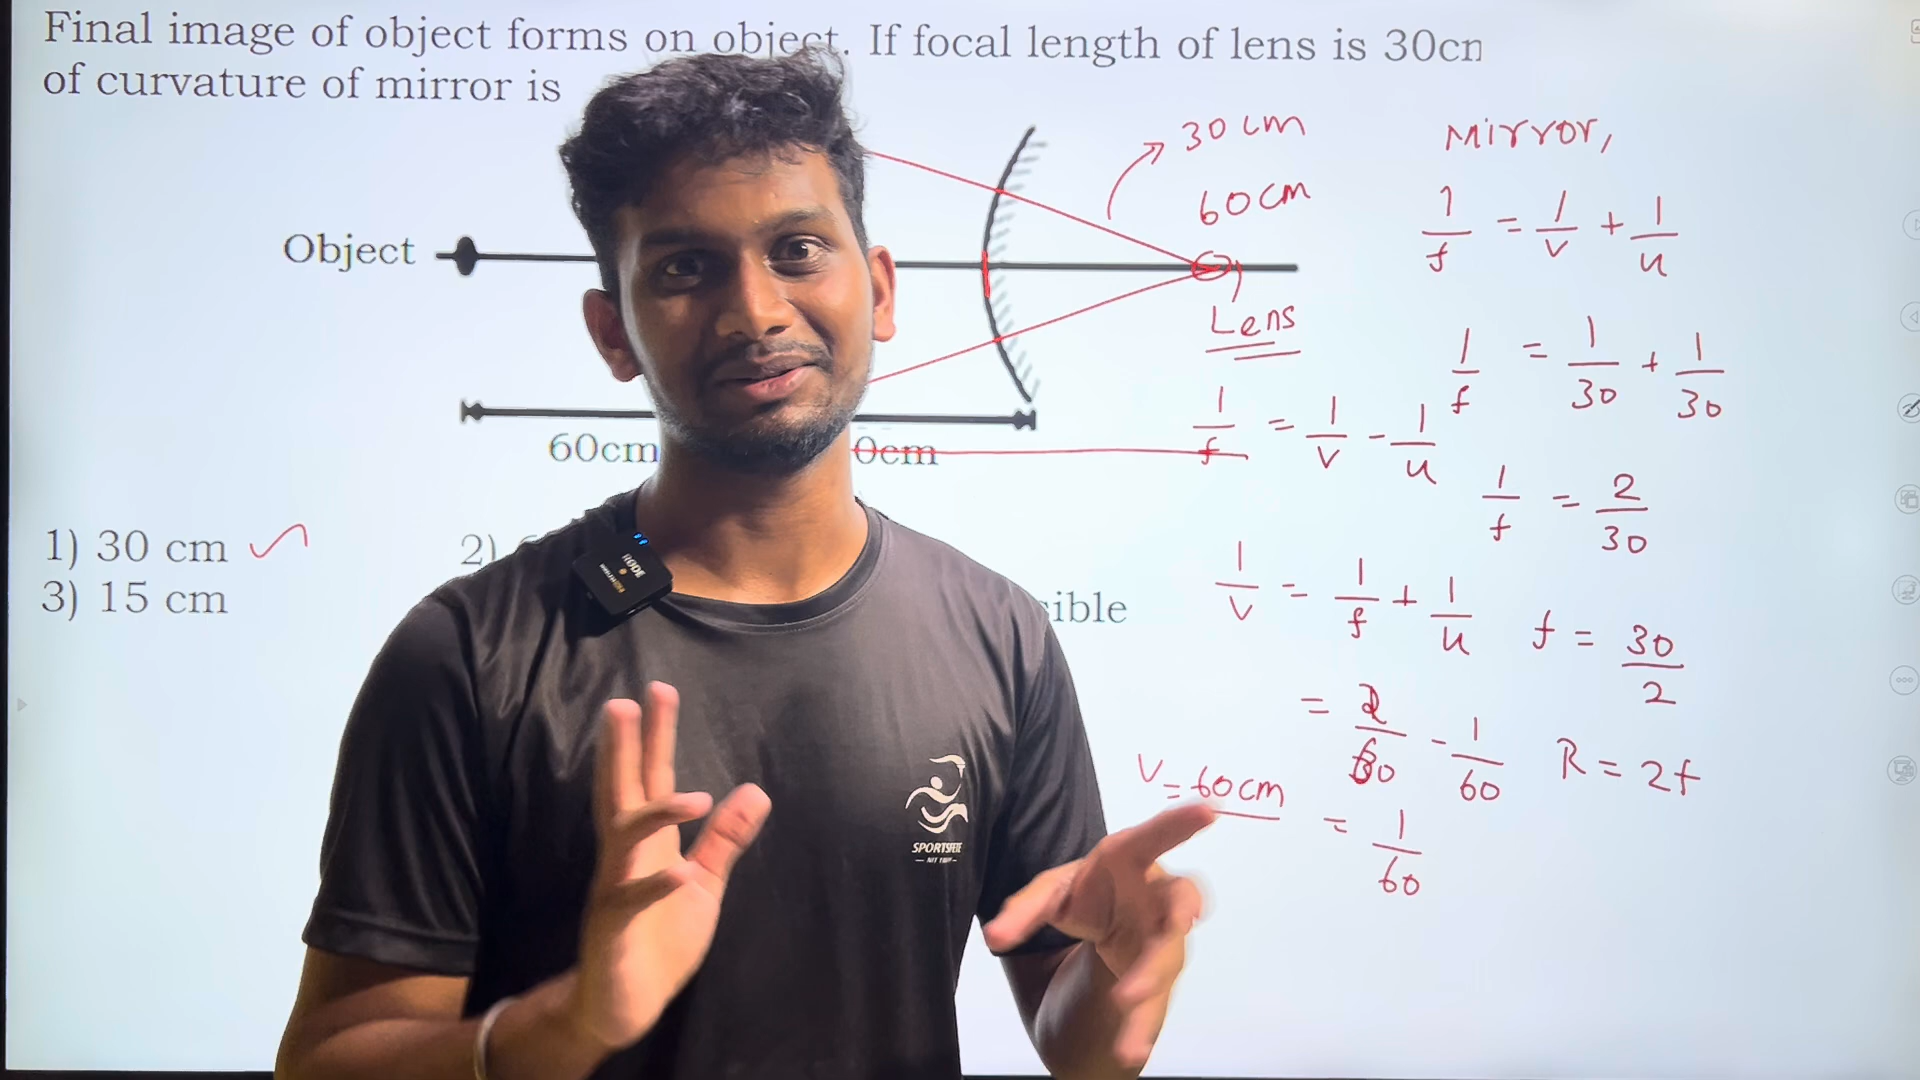 Final image of object forms on object. If focal length of lens is 30cm
of curvature of mirror is
Object
60cm
0cm
1) 30 cm
2)
3) 15 cm
sible
30 cm
60cm
Lens
1/f = 1/v - 1/u
1/v = 1/f + 1/u
= 2/60 - 1/60
= 1/60
V = 60cm
Mirror,
1/f = 1/v + 1/u
1/f = 1/30 + 1/30
1/f = 2/30
f = 30/2
R = 2f
RODE
SPORTSFETE